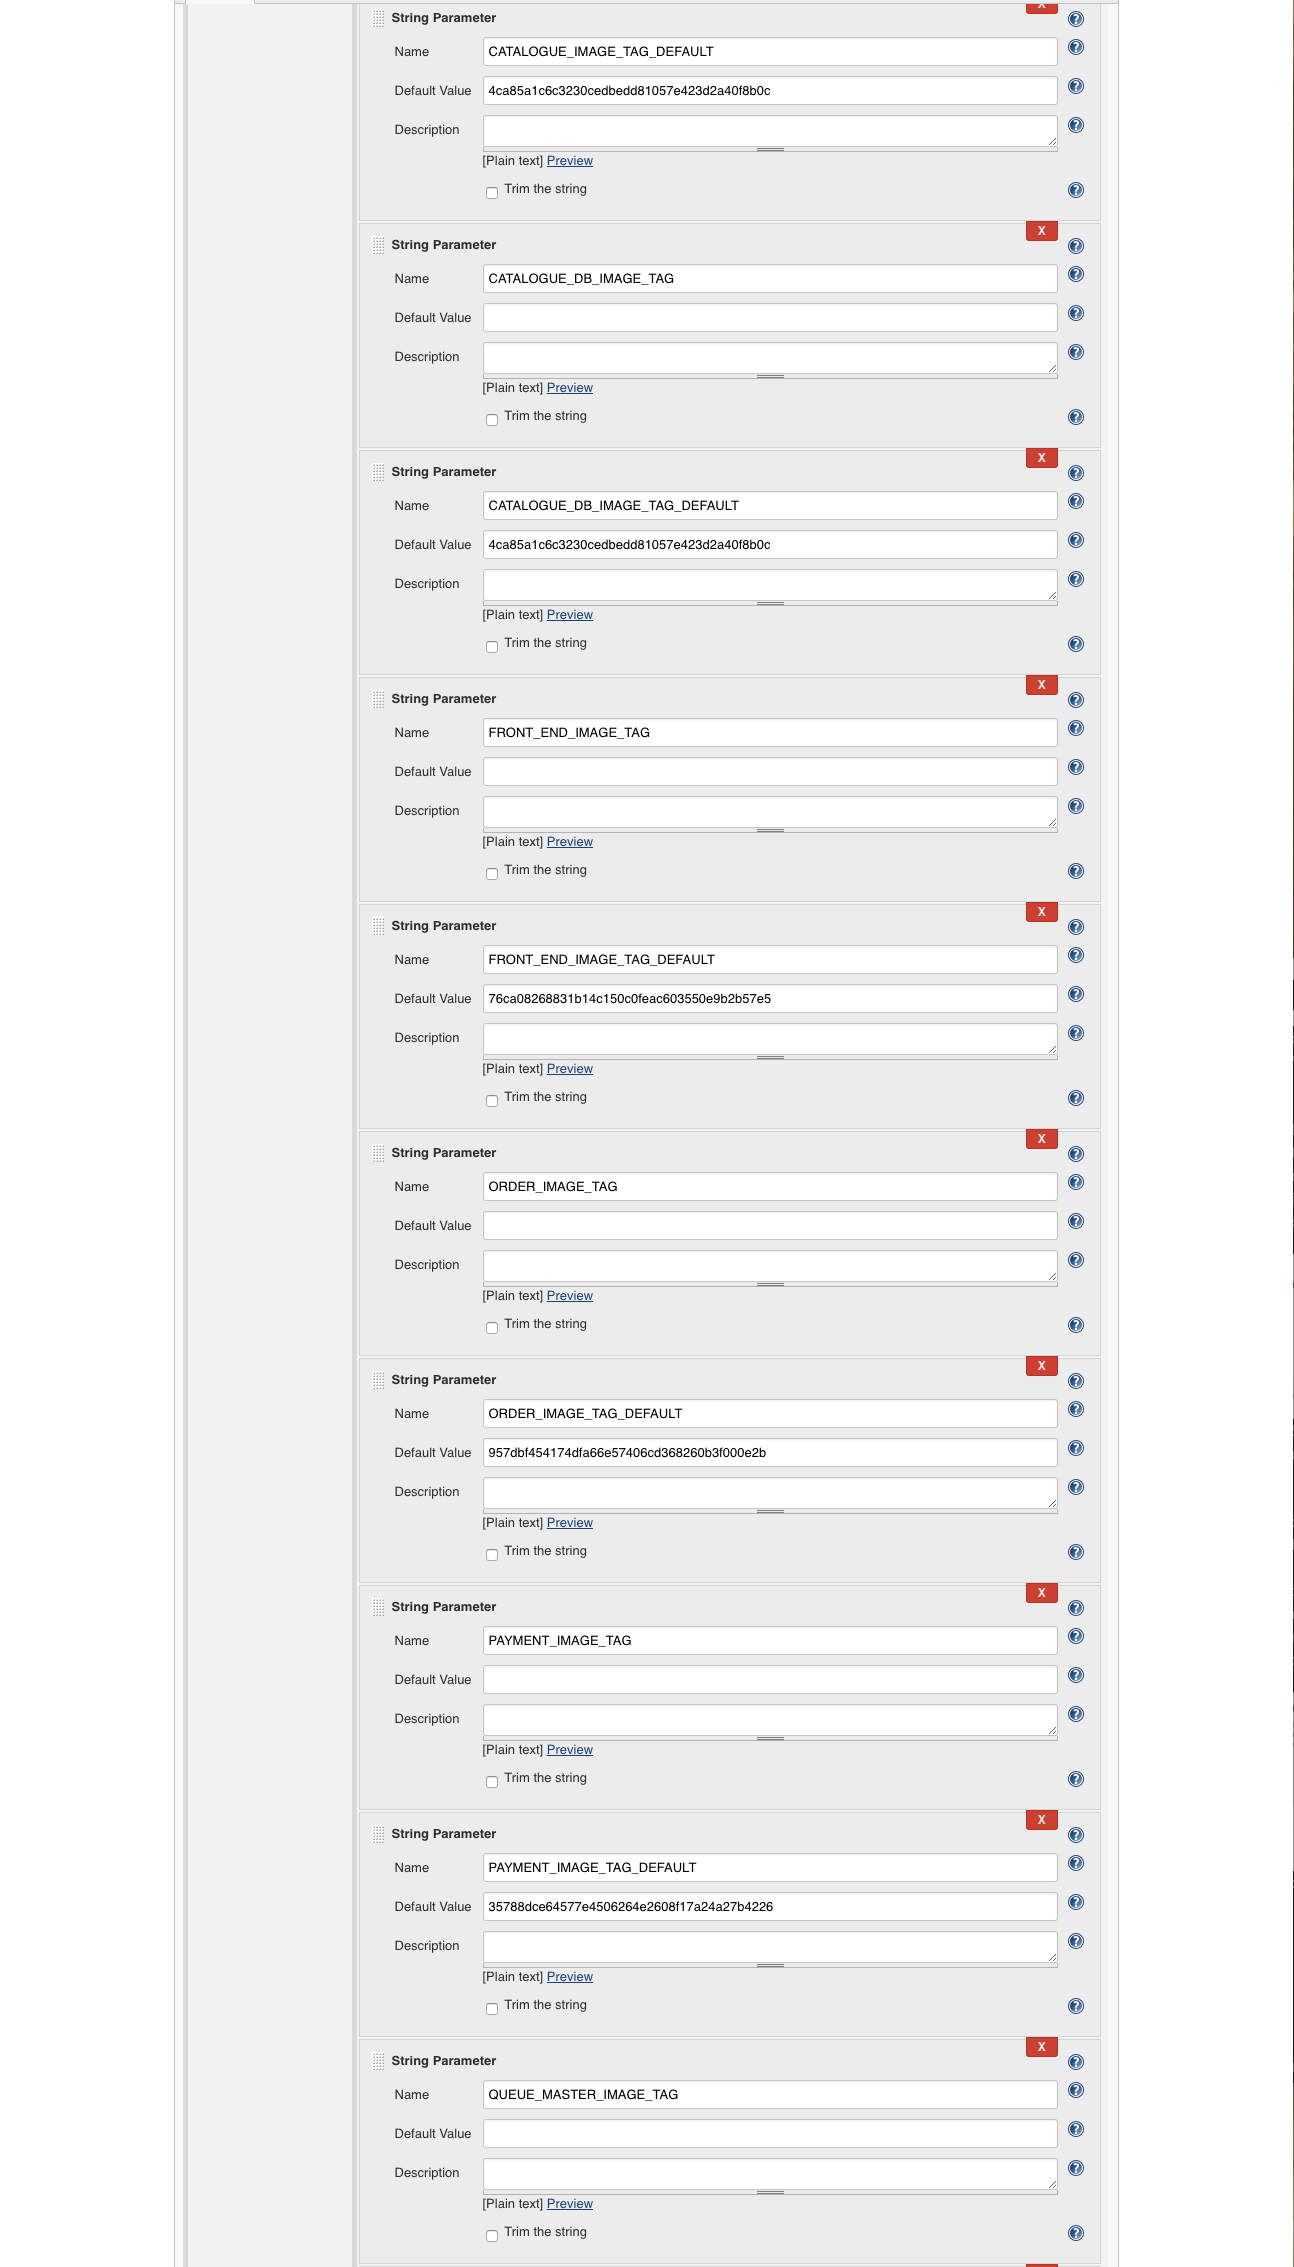 X
String Parameter
Name CATALOGUE_IMAGE_TAG_DEFAULT
Default Value 4ca85a1c6c3230cedbedd81057e423d2a40f8b0c
Description
[Plain text] Preview
Trim the string
X
String Parameter
Name CATALOGUE_DB_IMAGE_TAG
Default Value
Description
[Plain text] Preview
Trim the string
X
String Parameter
Name CATALOGUE_DB_IMAGE_TAG_DEFAULT
Default Value 4ca85a1c6c3230cedbedd81057e423d2a40f8b0c
Description
[Plain text] Preview
Trim the string
X
String Parameter
Name FRONT_END_IMAGE_TAG
Default Value
Description
[Plain text] Preview
Trim the string
X
String Parameter
Name FRONT_END_IMAGE_TAG_DEFAULT
Default Value 76ca08268831b14c150c0feac603550e9b2b57e5
Description
[Plain text] Preview
Trim the string
X
String Parameter
Name ORDER_IMAGE_TAG
Default Value
Description
[Plain text] Preview
Trim the string
X
String Parameter
Name ORDER_IMAGE_TAG_DEFAULT
Default Value 957dbf454174dfa66e57406cd368260b3f000e2b
Description
[Plain text] Preview
Trim the string
X
String Parameter
Name PAYMENT_IMAGE_TAG
Default Value
Description
[Plain text] Preview
Trim the string
X
String Parameter
Name PAYMENT_IMAGE_TAG_DEFAULT
Default Value 35788dce64577e4506264e2608f17a24a27b4226
Description
[Plain text] Preview
Trim the string
X
String Parameter
Name QUEUE_MASTER_IMAGE_TAG
Default Value
Description
[Plain text] Preview
Trim the string